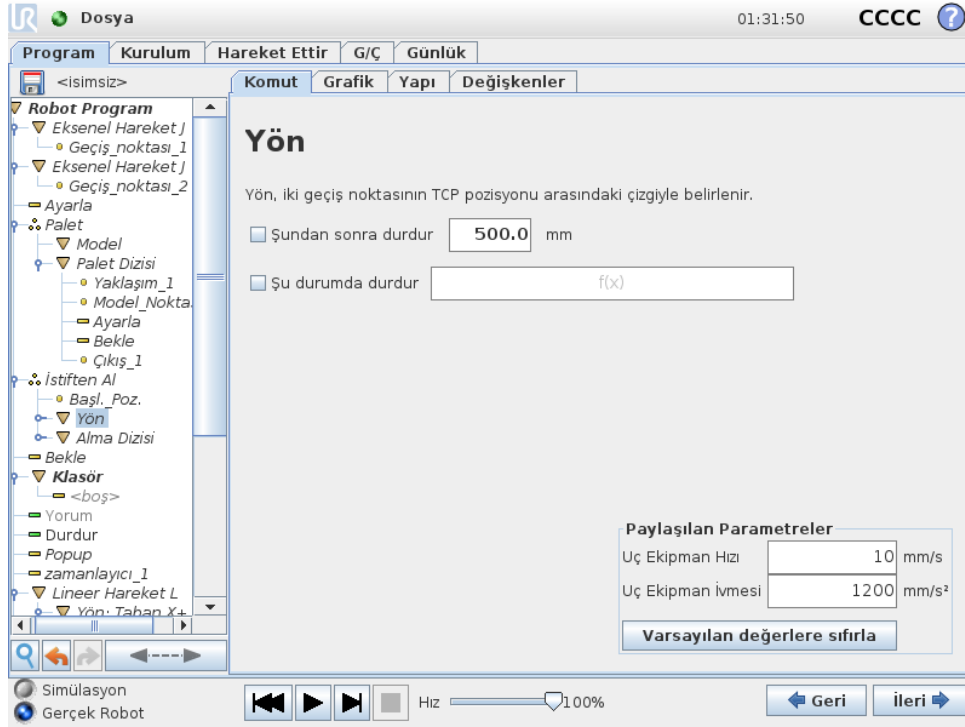 Dosya 01:31:50 CCCC ?
Program Kurulum Hareket Ettir G/Ç Günlük
<isimsiz>
Komut Grafik Yapı Değişkenler
Robot Program
Eksenel Hareket J
Geçiş_noktası_1
Eksenel Hareket J
Geçiş_noktası_2
Ayarla
Palet
Model
Palet Dizisi
Yaklaşım_1
Model_Nokta
Ayarla
Bekle
Çıkış_1
İstiften Al
Başl._Poz.
Yön
Alma Dizisi
Bekle
Klasör
<boş>
Yorum
Durdur
Popup
zamanlayıcı_1
Lineer Hareket L
Yön: Taban X+
Yön
Yön, iki geçiş noktasının TCP pozisyonu arasındaki çizgiyle belirlenir.
Şundan sonra durdur 500.0 mm
Şu durumda durdur f(x)
Paylaşılan Parametreler
Uç Ekipman Hızı 10 mm/s
Uç Ekipman İvmesi 1200 mm/s²
Varsayılan değerlere sıfırla
Simülasyon
Gerçek Robot
Hız 100%
Geri İleri